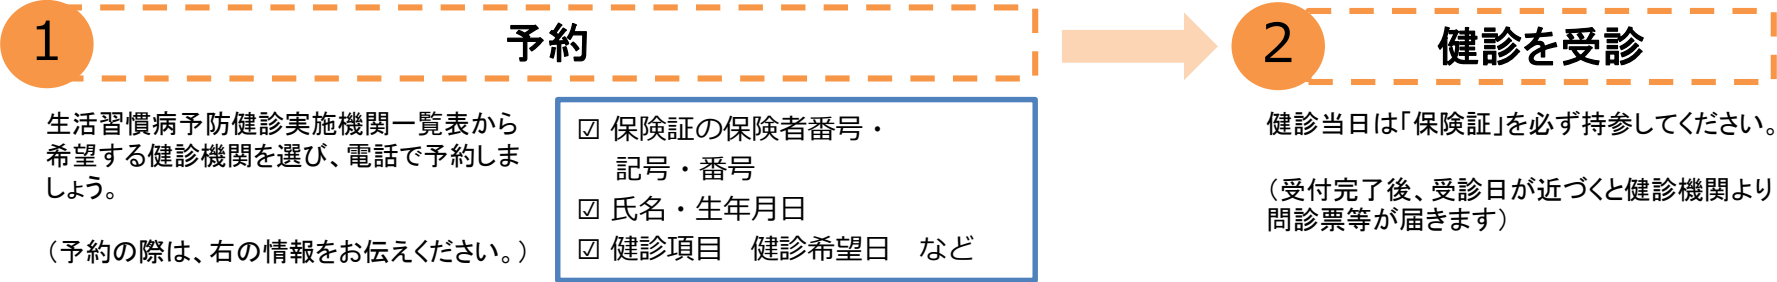 1
予約
生活習慣病予防健診実施機関一覧表から
希望する健診機関を選び、電話で予約しま
しょう。
（予約の際は、右の情報をお伝えください。）
☑ 保険証の保険者番号・
記号・番号
☑ 氏名・生年月日
☑ 健診項目　健診希望日　など
2
健診を受診
健診当日は「保険証」を必ず持参してください。
（受付完了後、受診日が近づくと健診機関より
問診票等が届きます）